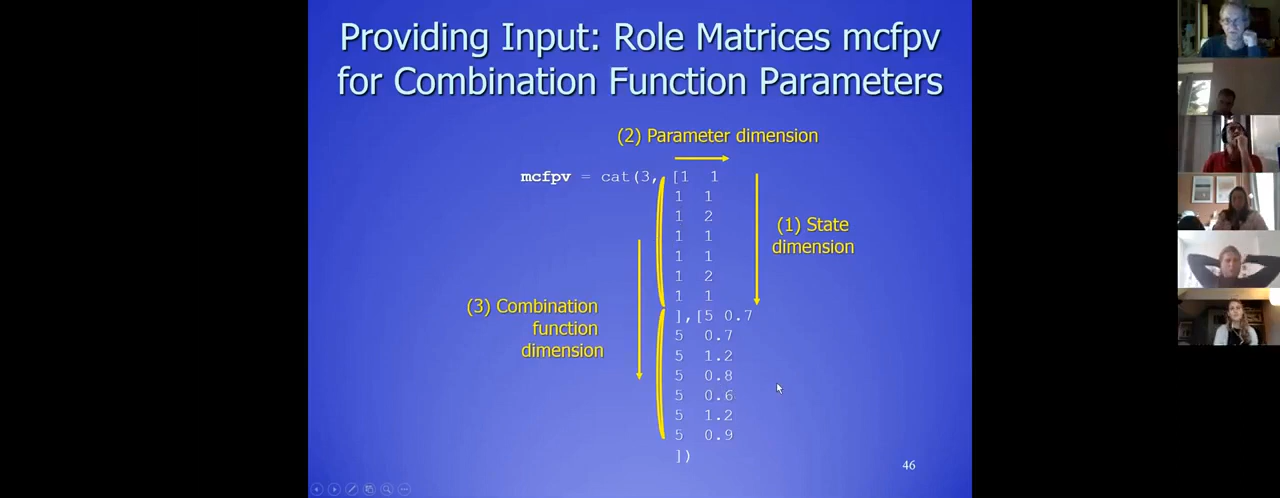 Providing Input: Role Matrices mcfpv
for Combination Function Parameters
(2) Parameter dimension
mcfpv = cat(3, [1 1
1 1
1 2
1 1
1 1
1 2
1 1
],[5 0.7
5 0.7
5 1.2
5 0.8
5 0.6
5 1.2
5 0.9
])
(1) State
dimension
(3) Combination
function
dimension
46